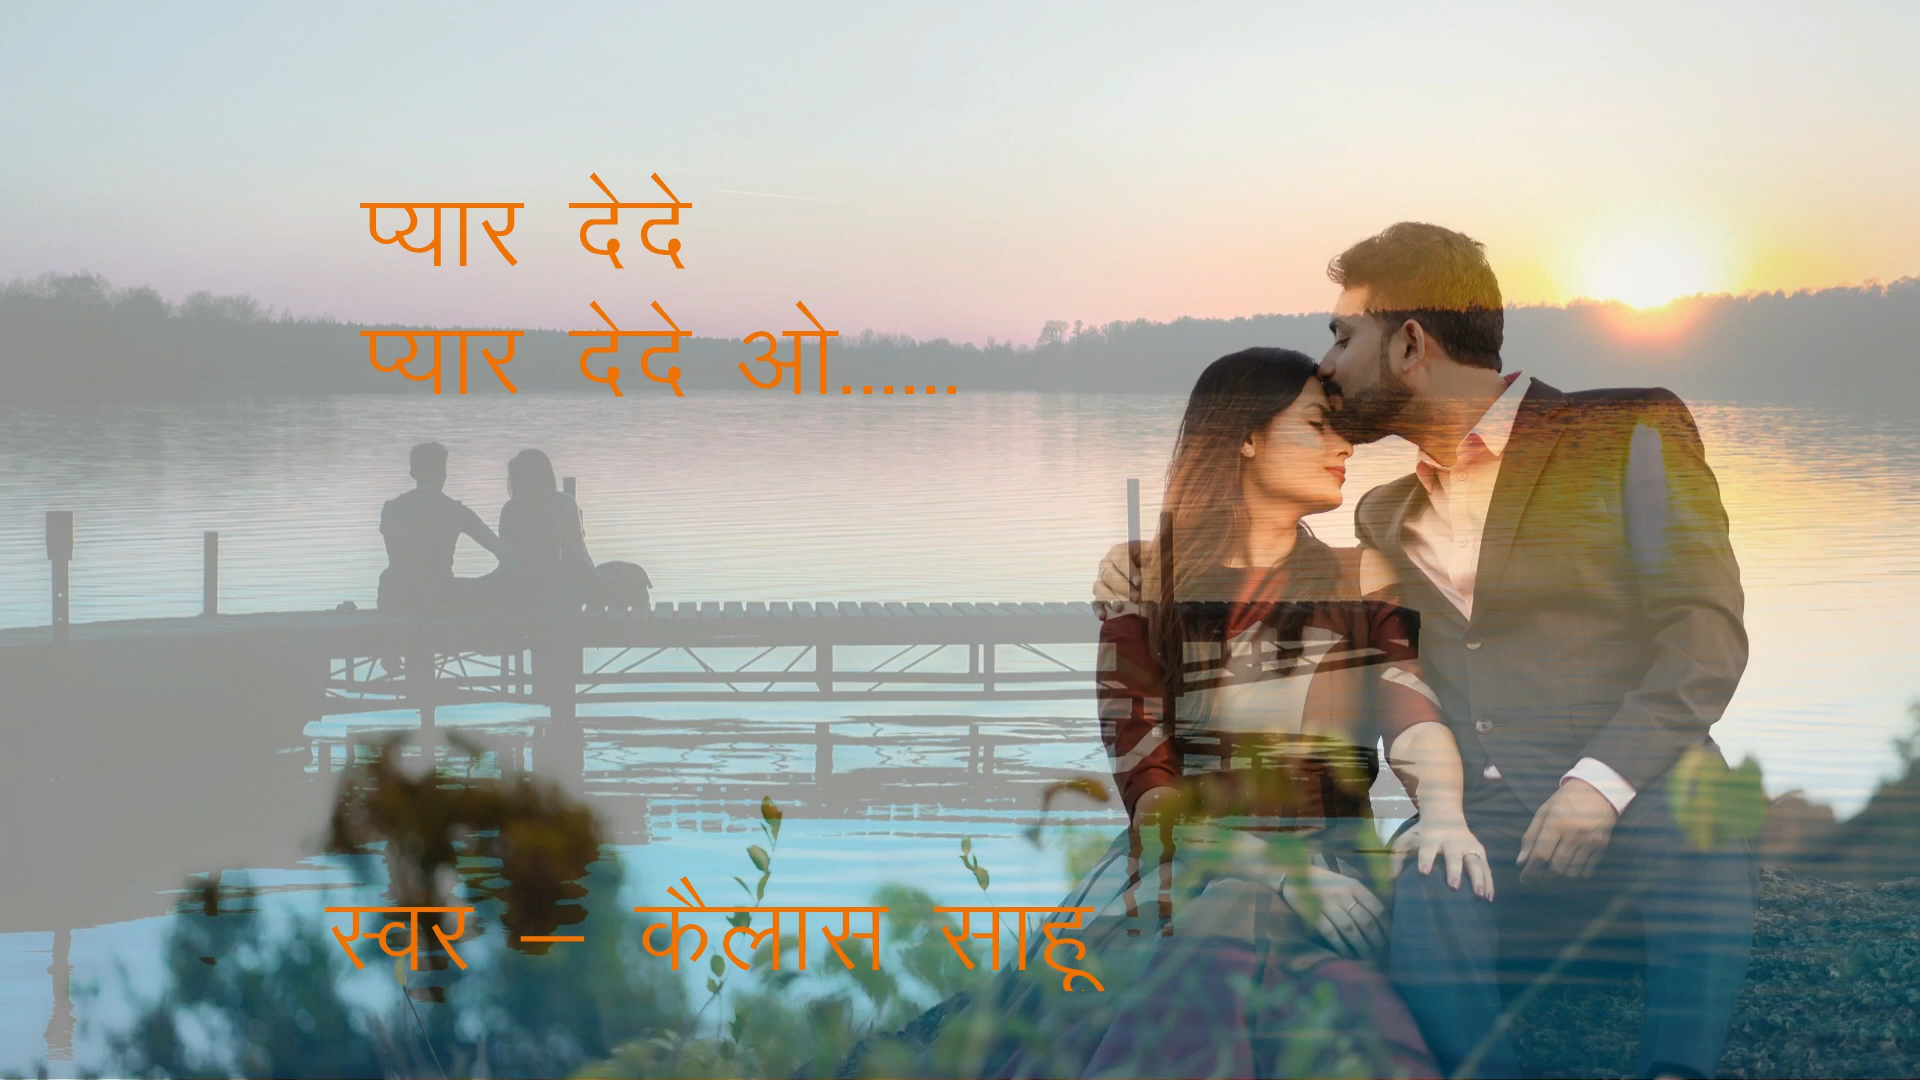 प्यार देदे
प्यार देदे ओ......
स्वर – कैलास साहू